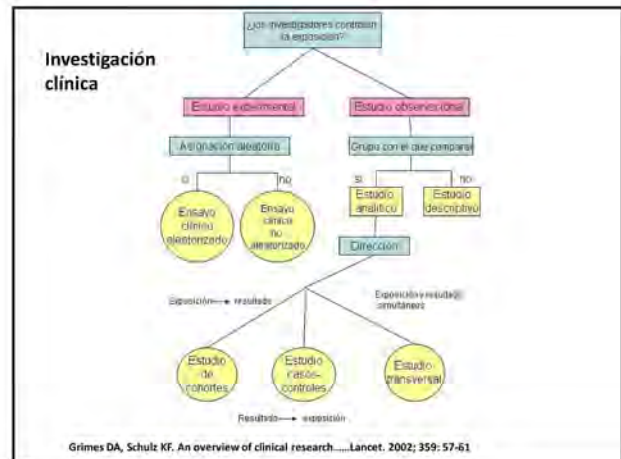 ¿los investigadores controlan
la exposición?
Investigación
clínica
Estudio experimental
Estudio observacional
Asignación aleatoria
Grupo con el que comparar
si
no
si
no
Ensayo
clínico
aleatorizado
Ensayo
clínico
no
aleatorizado
Estudio
analítico
Estudio
descriptivo
Dirección
Exposición → resultado
Exposición y resultado
simultáneos
Estudio
de
cohortes
Estudio
casos-
controles
Estudio
transversal
Resultado → exposición
Grimes DA, Schulz KF. An overview of clinical research.....Lancet. 2002; 359: 57-61